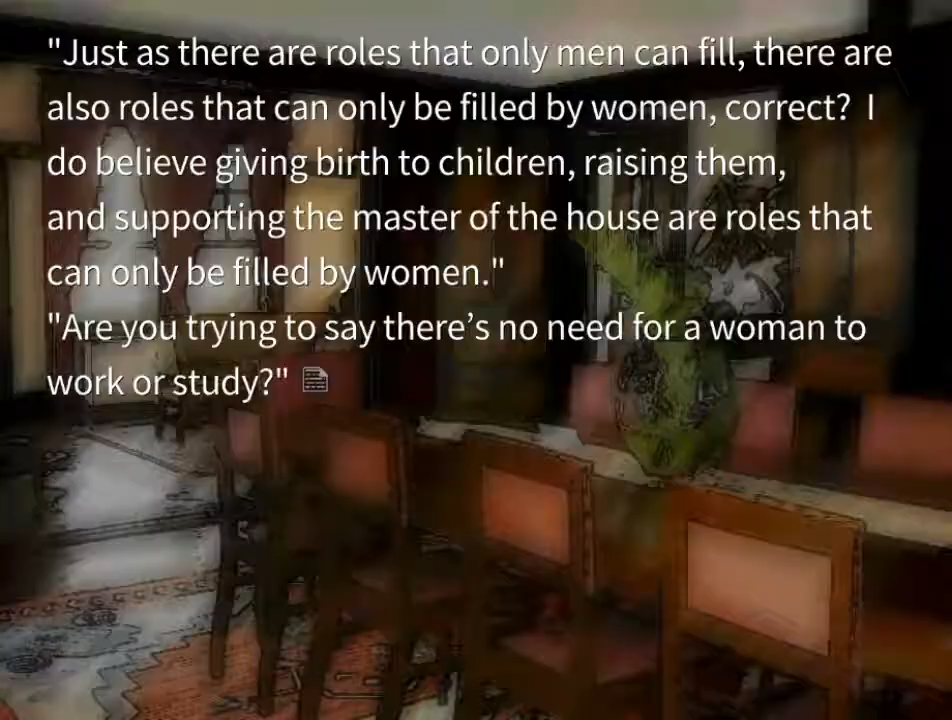 "Just as there are roles that only men can fill, there are
also roles that can only be filled by women, correct?  I
do believe giving birth to children, raising them,
and supporting the master of the house are roles that
can only be filled by women."
"Are you trying to say there’s no need for a woman to
work or study?"